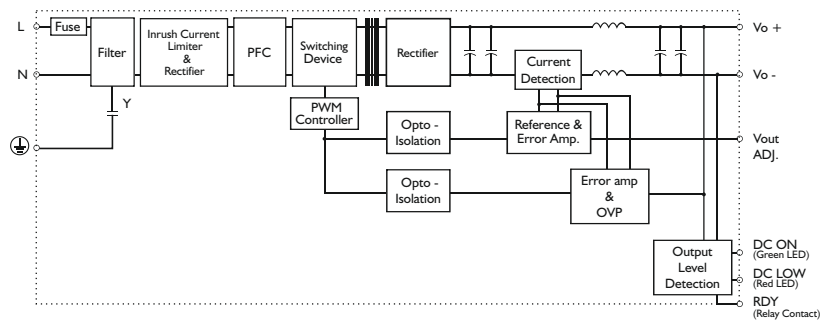 L
Fuse
Filter
Inrush Current
Limiter
&
Rectifier
PFC
Switching
Device
Rectifier
Vo +
N
Current
Detection
Vo -
Y
PWM
Controller
Opto -
Isolation
Reference &
Error Amp.
Vout
ADJ.
Opto -
Isolation
Error amp
&
OVP
Output
Level
Detection
DC ON
(Green LED)
DC LOW
(Red LED)
RDY
(Relay Contact)